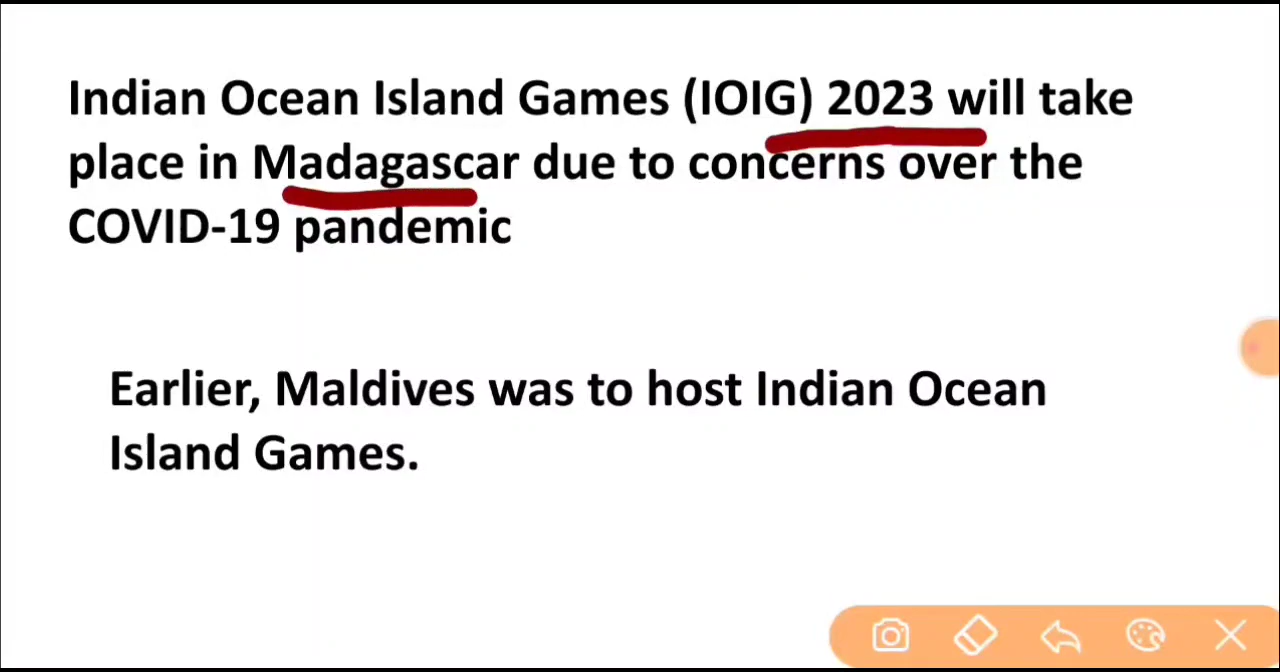 Indian Ocean Island Games (IOIG) 2023 will take
place in Madagascar due to concerns over the
COVID-19 pandemic
Earlier, Maldives was to host Indian Ocean
Island Games.